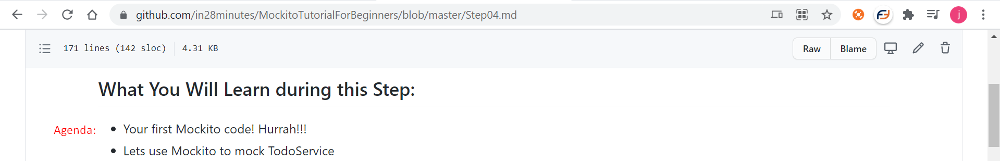 github.com/in28minutes/MockitoTutorialForBeginners/blob/master/Step04.md
j
171 lines (142 sloc) 4.31 KB
Raw Blame
What You Will Learn during this Step:
Agenda: • Your first Mockito code! Hurrah!!!
• Lets use Mockito to mock TodoService